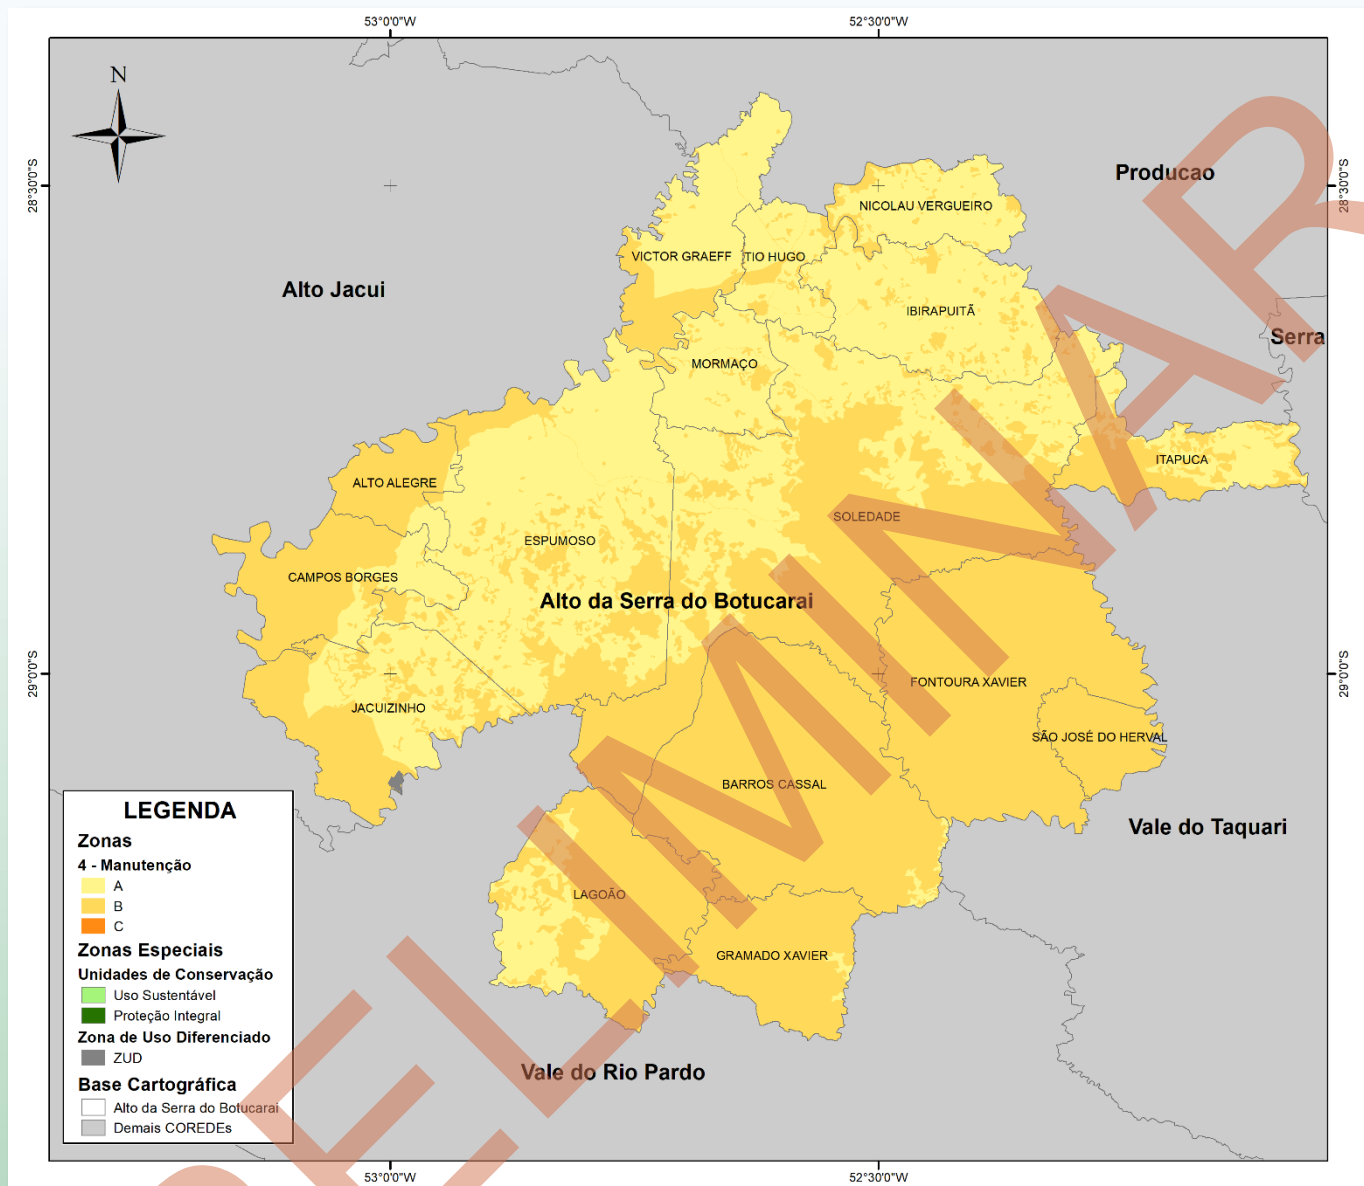 53°0'0"W
52°30'0"W
N
28°30'0"S
28°30'0"S
Producao
NICOLAU VERGUEIRO
VICTOR GRAEFF
TIO HUGO
Alto Jacui
IBIRAPUITÃ
Serra
MORMAÇO
ITAPUCA
ALTO ALEGRE
SOLEDADE
ESPUMOSO
CAMPOS BORGES
Alto da Serra do Botucarai
29°0'0"S
29°0'0"S
FONTOURA XAVIER
JACUIZINHO
SÃO JOSÉ DO HERVAL
BARROS CASSAL
Vale do Taquari
LAGOÃO
GRAMADO XAVIER
Vale do Rio Pardo
LEGENDA
Zonas
4 - Manutenção
A
B
C
Zonas Especiais
Unidades de Conservação
Uso Sustentável
Proteção Integral
Zona de Uso Diferenciado
ZUD
Base Cartográfica
Alto da Serra do Botucarai
Demais COREDEs
53°0'0"W
52°30'0"W
RELIMINAR